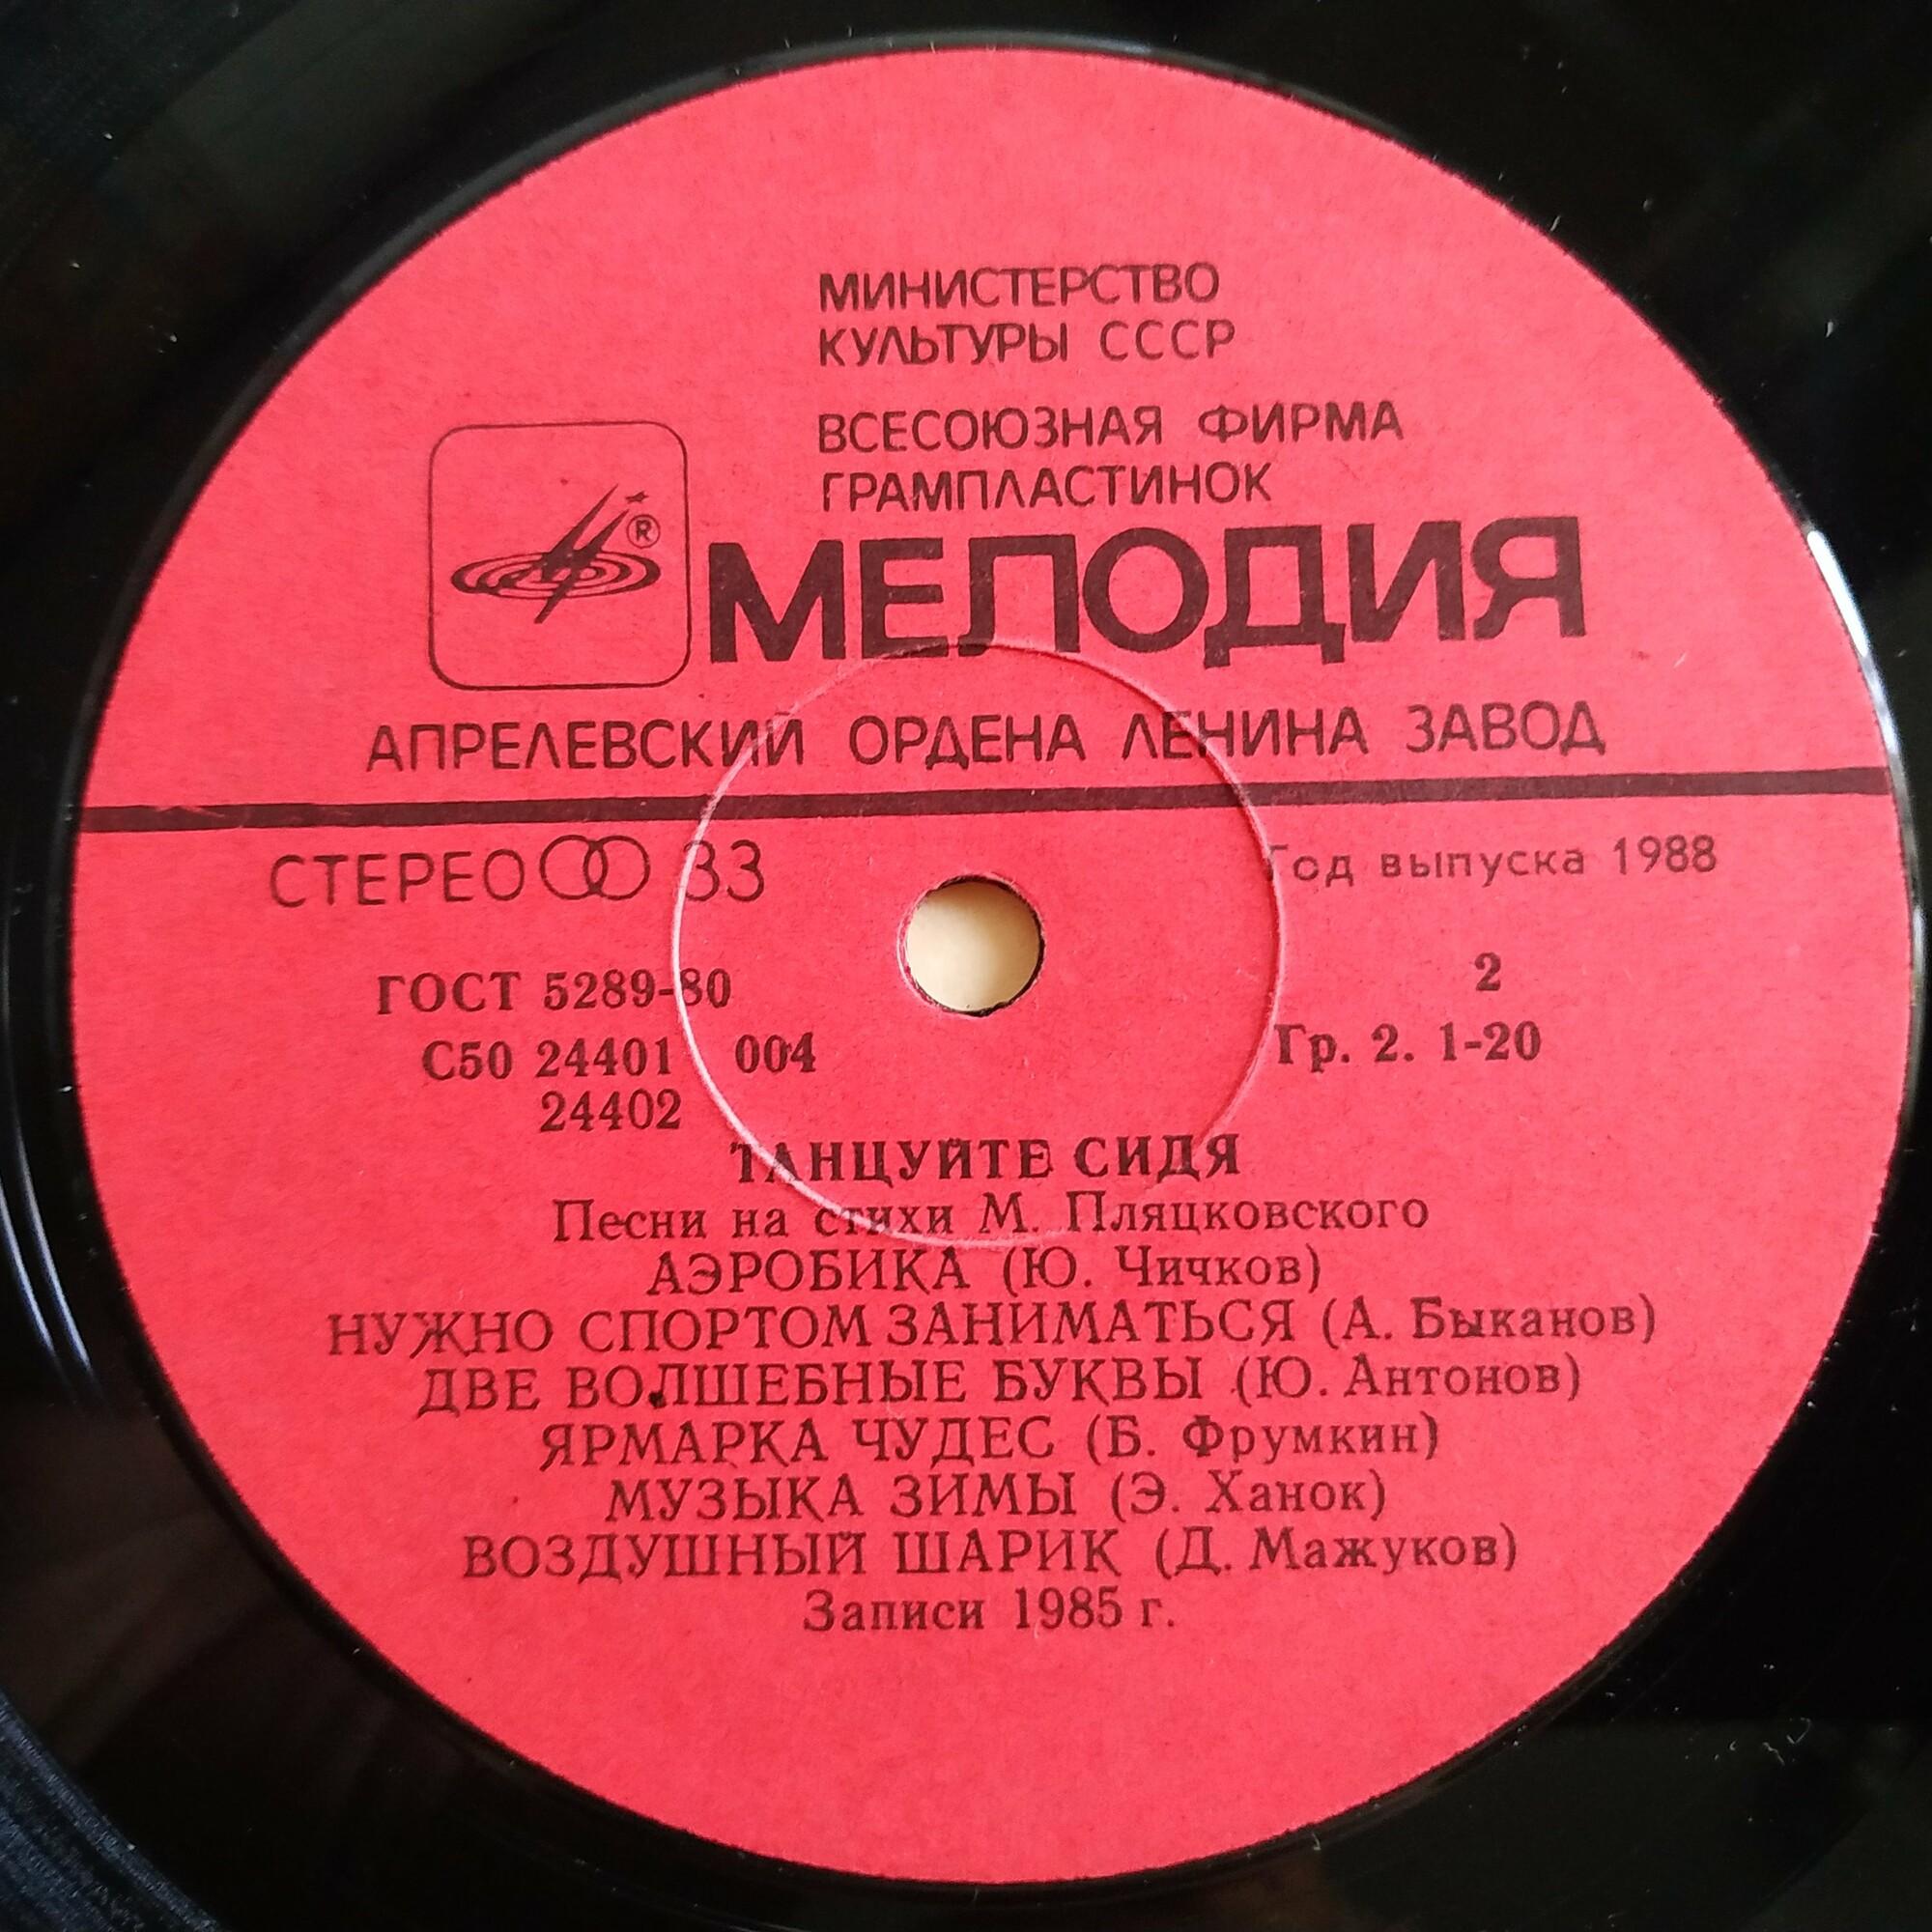 МИНИСТЕРСТВО
КУЛЬТУРЫ СССР
ВСЕСОЮЗНАЯ ФИРМА
ГРАМПЛАСТИНОК
®
МЕЛОДИЯ
АПРЕЛЕВСКИЙ ОРДЕНА ЛЕНИНА ЗАВОД
СТЕРЕО 33
Год выпуска 1988
ГОСТ 5289-80
2
С50 24401 004
Гр. 2. 1-20
24402
ТАНЦУЙТЕ СИДЯ
Песни на стихи М. Пляцковского
АЭРОБИКА (Ю. Чичков)
НУЖНО СПОРТОМ ЗАНИМАТЬСЯ (А. Быканов)
ДВЕ ВОЛШЕБНЫЕ БУКВЫ (Ю. Антонов)
ЯРМАРКА ЧУДЕС (Б. Фрумкин)
МУЗЫКА ЗИМЫ (Э. Ханок)
ВОЗДУШНЫЙ ШАРИК (Д. Мажуков)
Записи 1985 г.